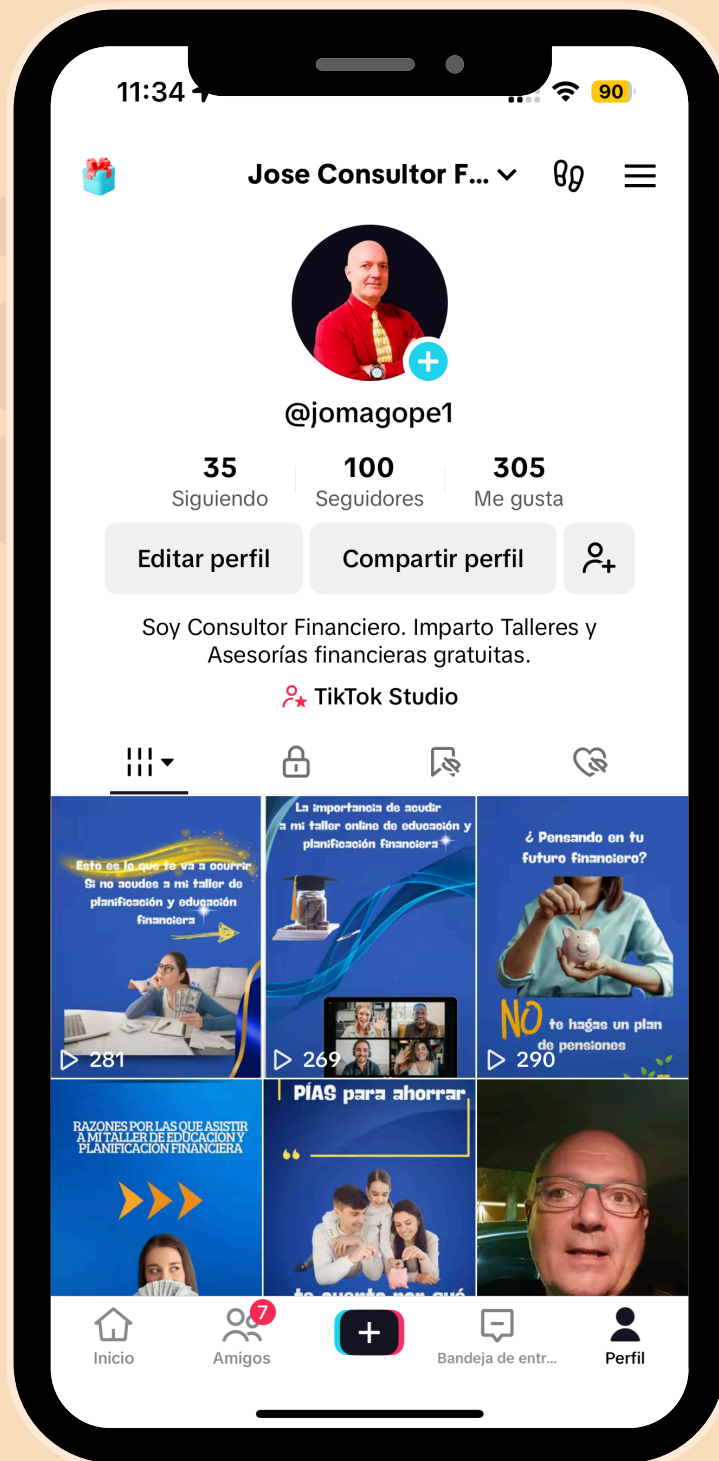 11:34
90
Jose Consultor F...
@jomagope1
35
Siguiendo
100
Seguidores
305
Me gusta
Editar perfil
Compartir perfil
Soy Consultor Financiero. Imparto Talleres y
Asesorías financieras gratuitas.
TikTok Studio
Esto es lo que te va a ocurrir
Si no acudes a mi taller de
planificación y educación
financiera
281
La importancia de acudir
a mi taller online de educación y
planificación financiera
269
¿ Pensando en tu
futuro financiero?
NO te hagas un plan
de pensiones
290
RAZONES POR LAS QUE ASISTIR
A MI TALLER DE EDUCACIÓN Y
PLANIFICACIÓN FINANCIERA
PÍAS para ahorrar
te cuento por qué
Inicio
Amigos
7
Bandeja de entr...
Perfil